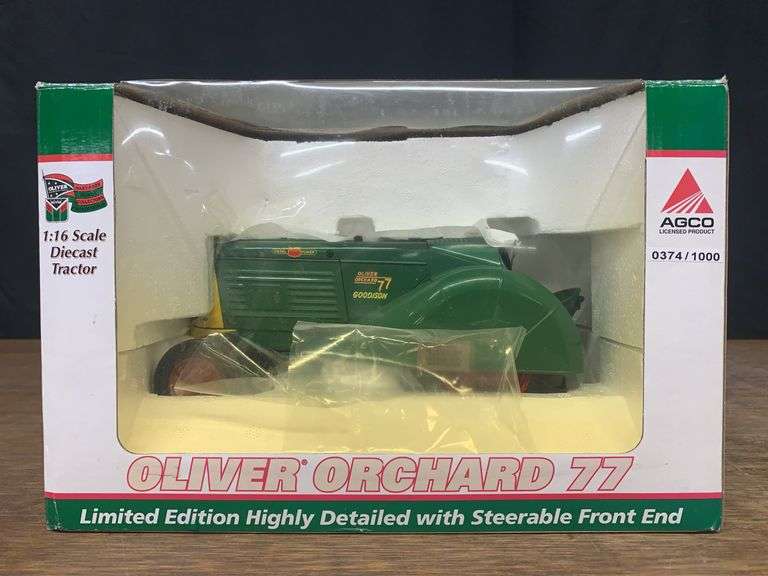 OLIVER
1:16 Scale
Diecast
Tractor
AGCO
LICENSED PRODUCT
0374/1000
OLIVER
ORCHARD
77
GOODISON
OLIVER® ORCHARD 77
Limited Edition Highly Detailed with Steerable Front End